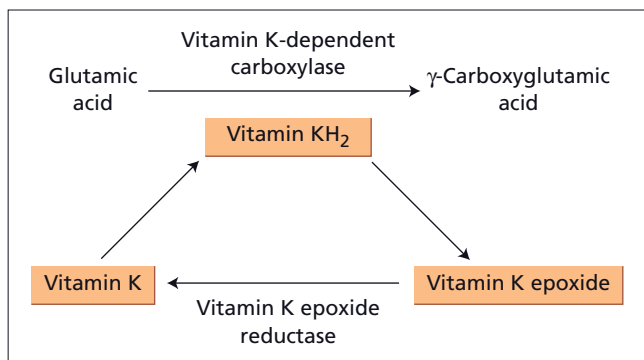 Vitamin K-dependent
carboxylase
Glutamic
acid
γ-Carboxyglutamic
acid
Vitamin KH₂
Vitamin K
Vitamin K epoxide
Vitamin K epoxide
reductase